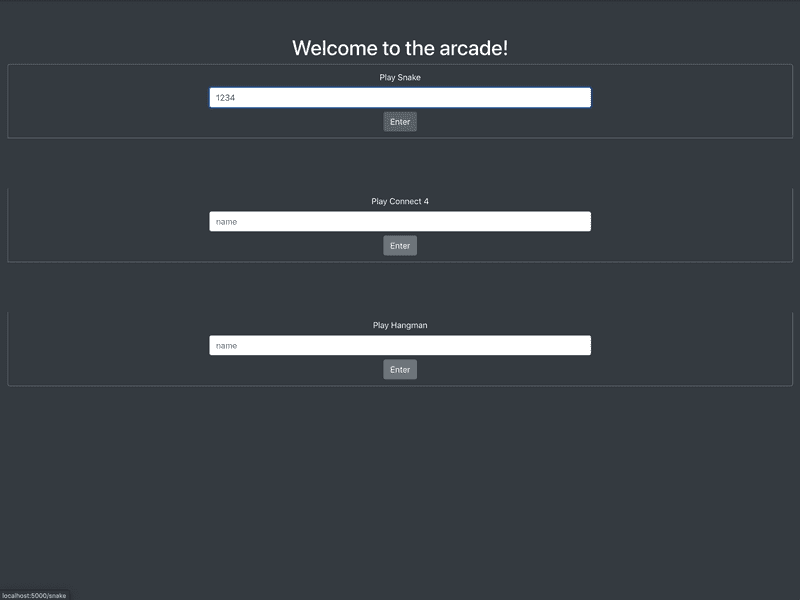 Welcome to the arcade!
Play Snake
1234
Enter
Play Connect 4
name
Enter
Play Hangman
name
Enter
localhost:5000/snake